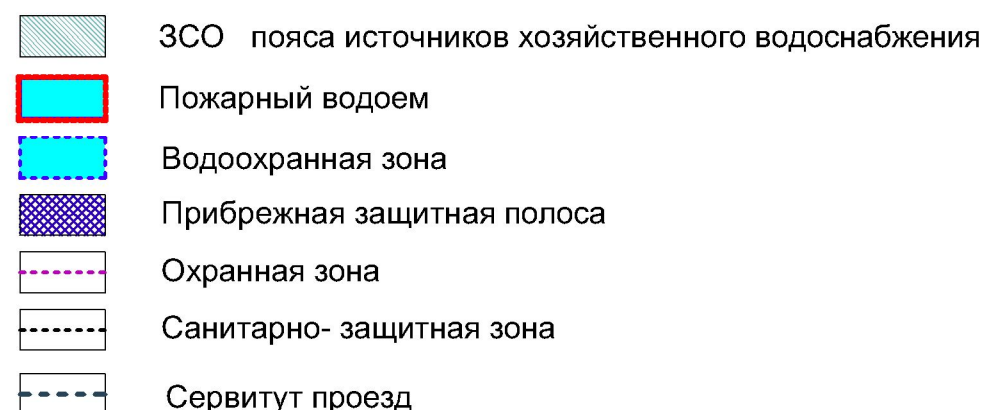 ЗСО пояса источников хозяйственного водоснабжения
Пожарный водоем
Водоохранная зона
Прибрежная защитная полоса
Охранная зона
Санитарно- защитная зона
Сервитут проезд